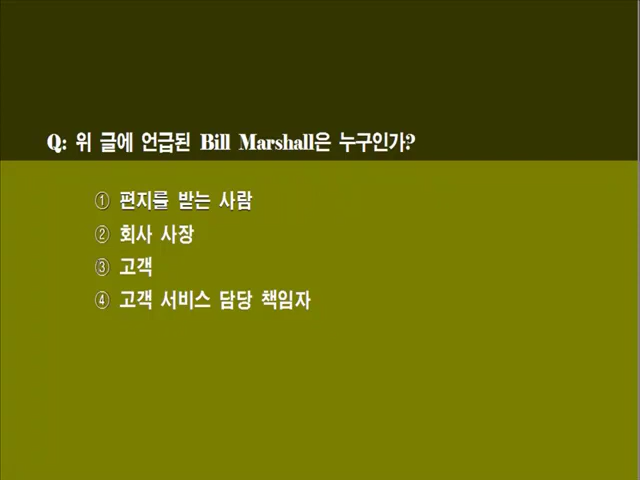 Q: 위 글에 언급된 Bill Marshall은 누구인가?
① 편지를 받는 사람
② 회사 사장
③ 고객
④ 고객 서비스 담당 책임자